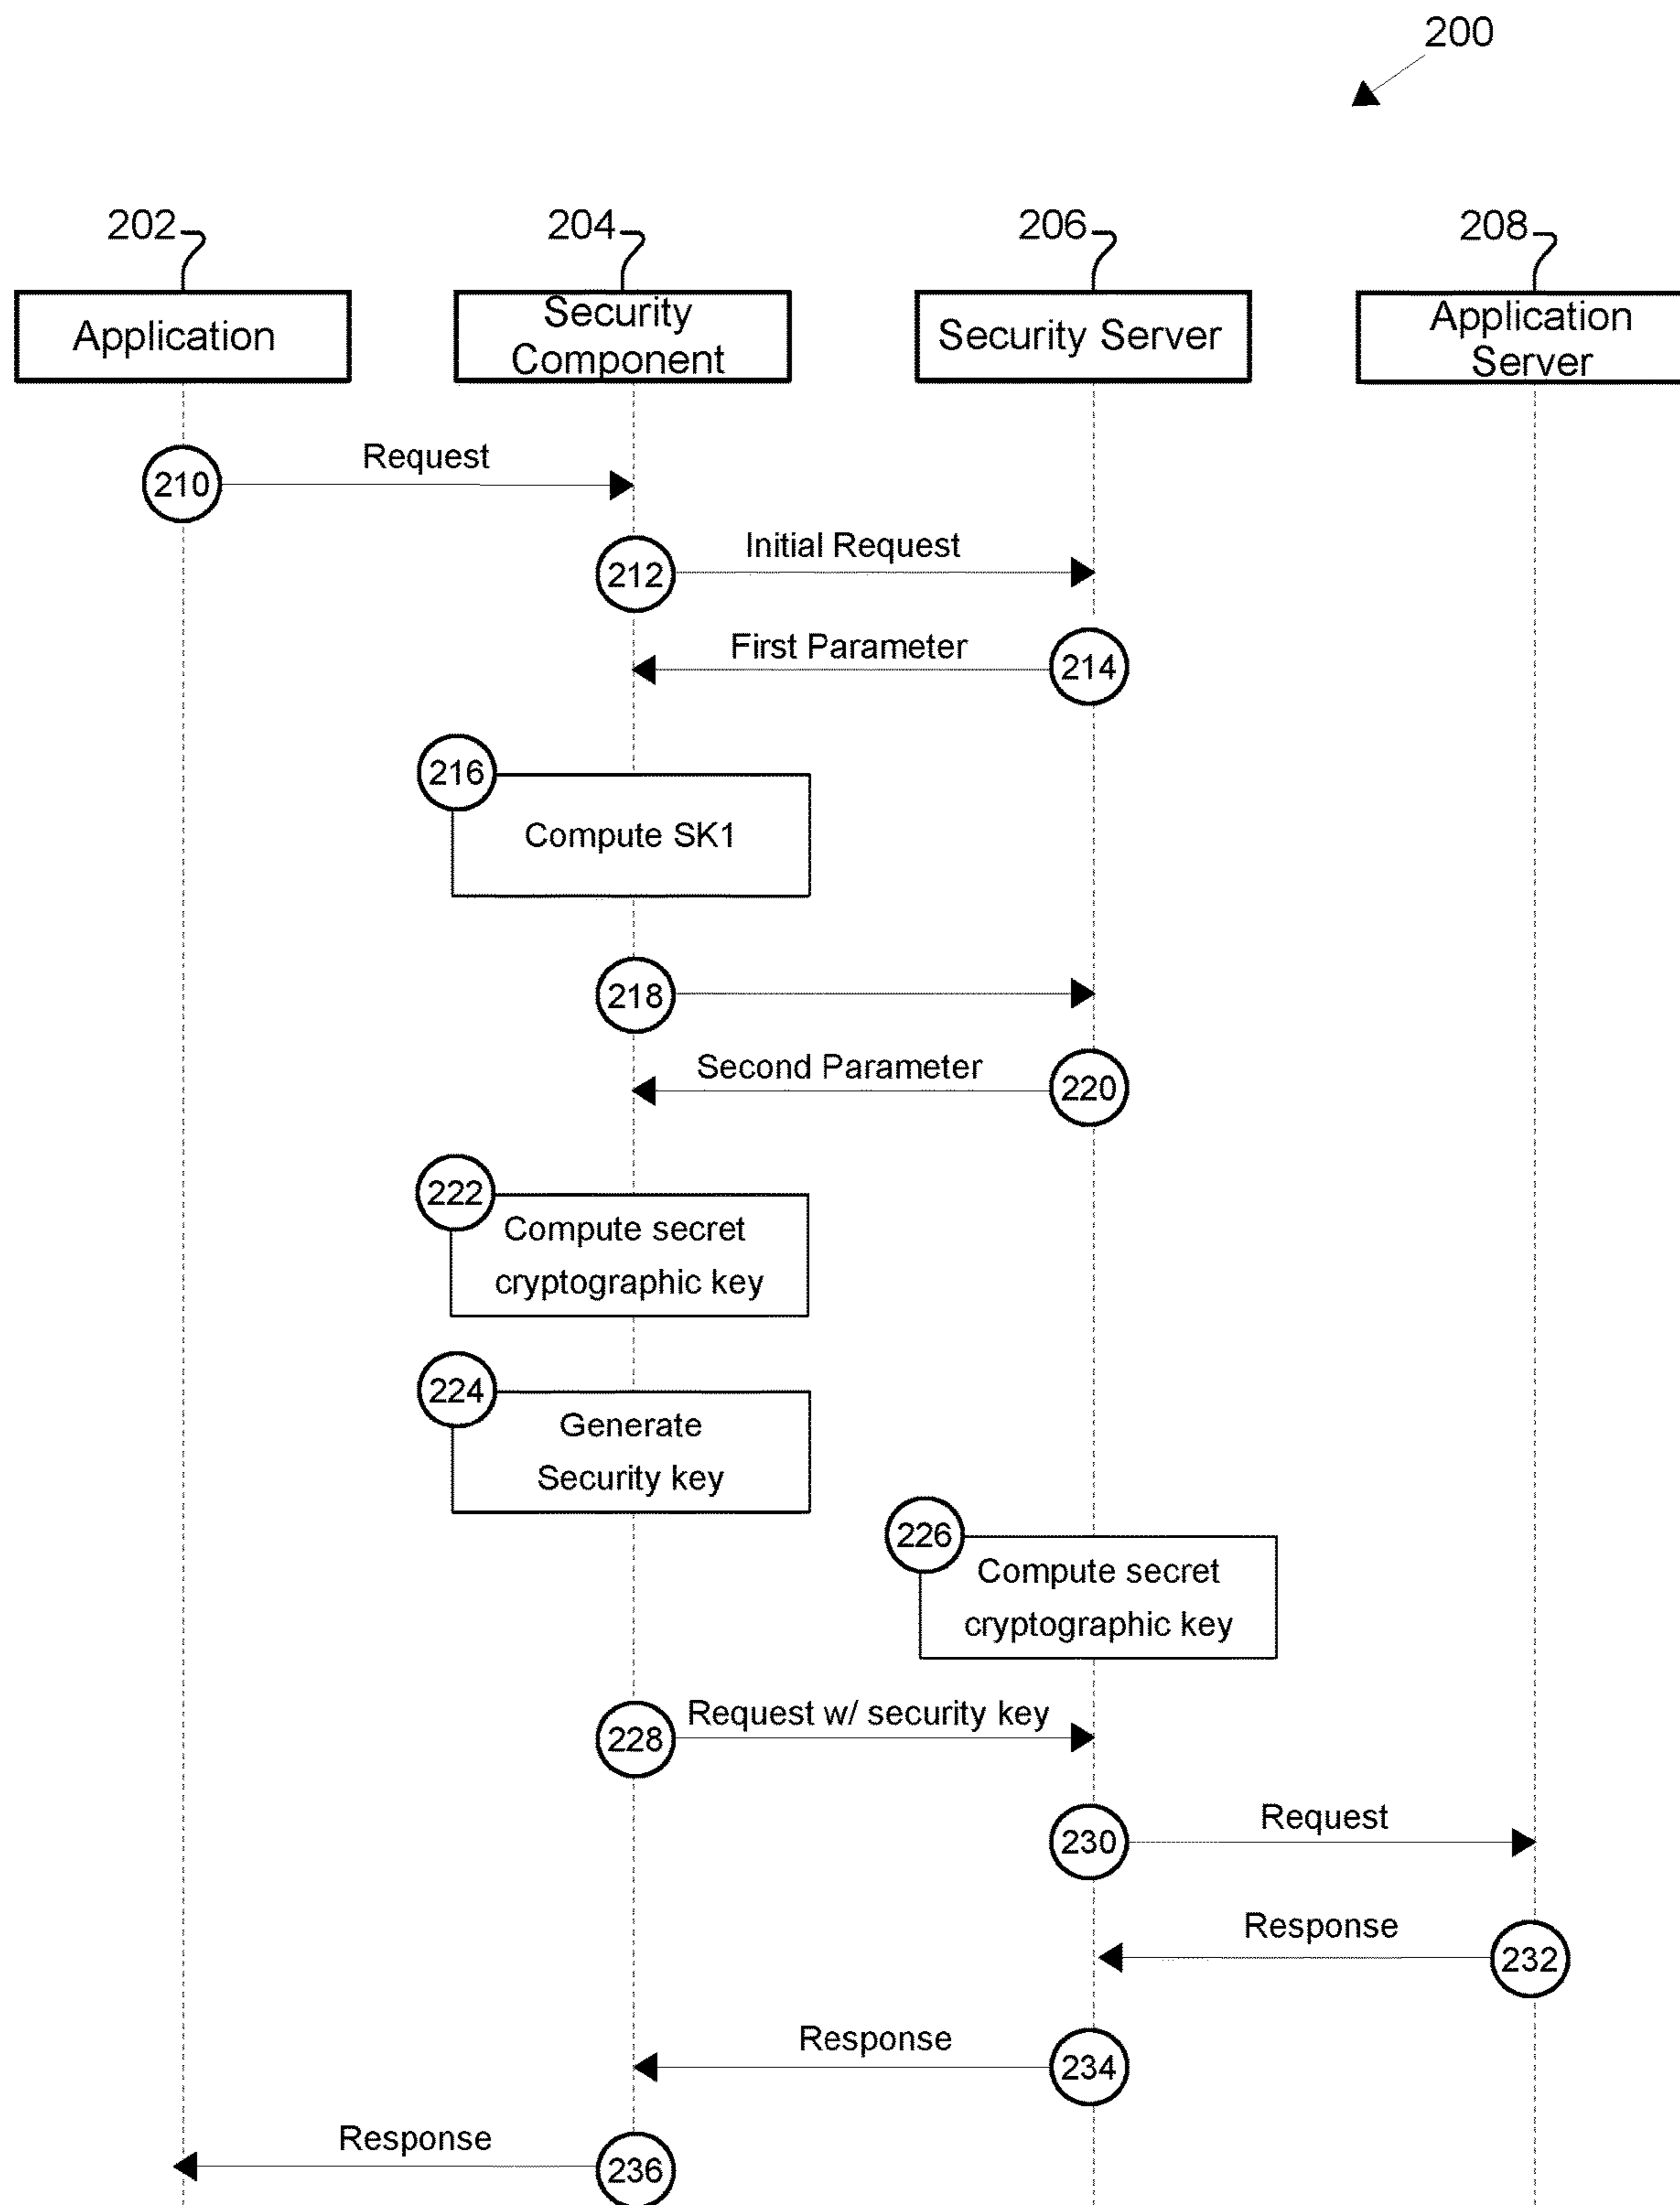 200
202
204
206
208
Application
Security
Component
Security Server
Application
Server
210
Request
212
Initial Request
First Parameter
214
216
Compute SK1
218
Second Parameter
220
222
Compute secret
cryptographic key
224
Generate
Security key
226
Compute secret
cryptographic key
228
Request w/ security key
230
Request
Response
232
Response
234
Response
236